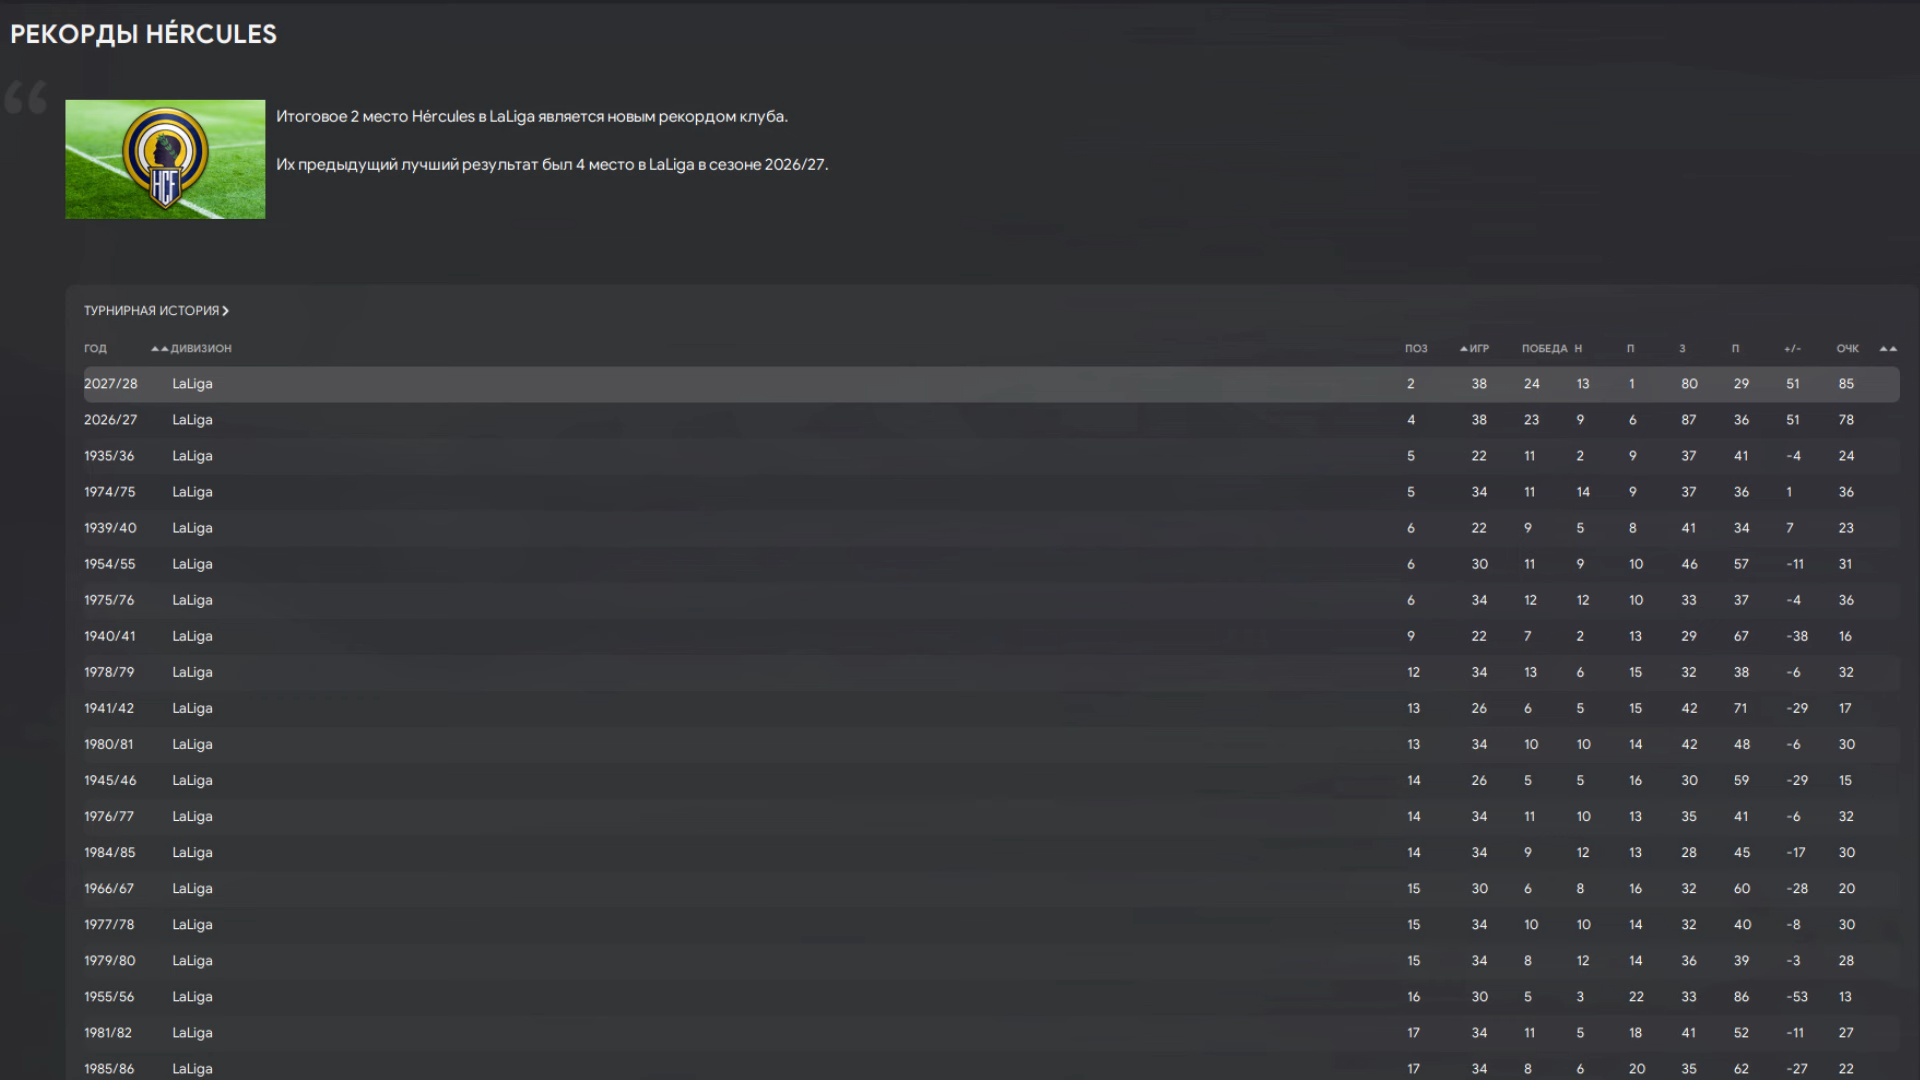 РЕКОРДЫ HÉRCULES
Итоговое 2 место Hércules в LaLiga является новым рекордом клуба.
Их предыдущий лучший результат был 4 место в LaLiga в сезоне 2026/27.
HCF
ТУРНИРНАЯ ИСТОРИЯ
ГОД ДИВИЗИОН ПОЗ ИГР ПОБЕДА Н П З П +/- ОЧК
2027/28 LaLiga 2 38 24 13 1 80 29 51 85
2026/27 LaLiga 4 38 23 9 6 87 36 51 78
1935/36 LaLiga 5 22 11 2 9 37 41 -4 24
1974/75 LaLiga 5 34 11 14 9 37 36 1 36
1939/40 LaLiga 6 22 9 5 8 41 34 7 23
1954/55 LaLiga 6 30 11 9 10 46 57 -11 31
1975/76 LaLiga 6 34 12 12 10 33 37 -4 36
1940/41 LaLiga 9 22 7 2 13 29 67 -38 16
1978/79 LaLiga 12 34 13 6 15 32 38 -6 32
1941/42 LaLiga 13 26 6 5 15 42 71 -29 17
1980/81 LaLiga 13 34 10 10 14 42 48 -6 30
1945/46 LaLiga 14 26 5 5 16 30 59 -29 15
1976/77 LaLiga 14 34 11 10 13 35 41 -6 32
1984/85 LaLiga 14 34 9 12 13 28 45 -17 30
1966/67 LaLiga 15 30 6 8 16 32 60 -28 20
1977/78 LaLiga 15 34 10 10 14 32 40 -8 30
1979/80 LaLiga 15 34 8 12 14 36 39 -3 28
1955/56 LaLiga 16 30 5 3 22 33 86 -53 13
1981/82 LaLiga 17 34 11 5 18 41 52 -11 27
1985/86 LaLiga 17 34 8 6 20 35 62 -27 22